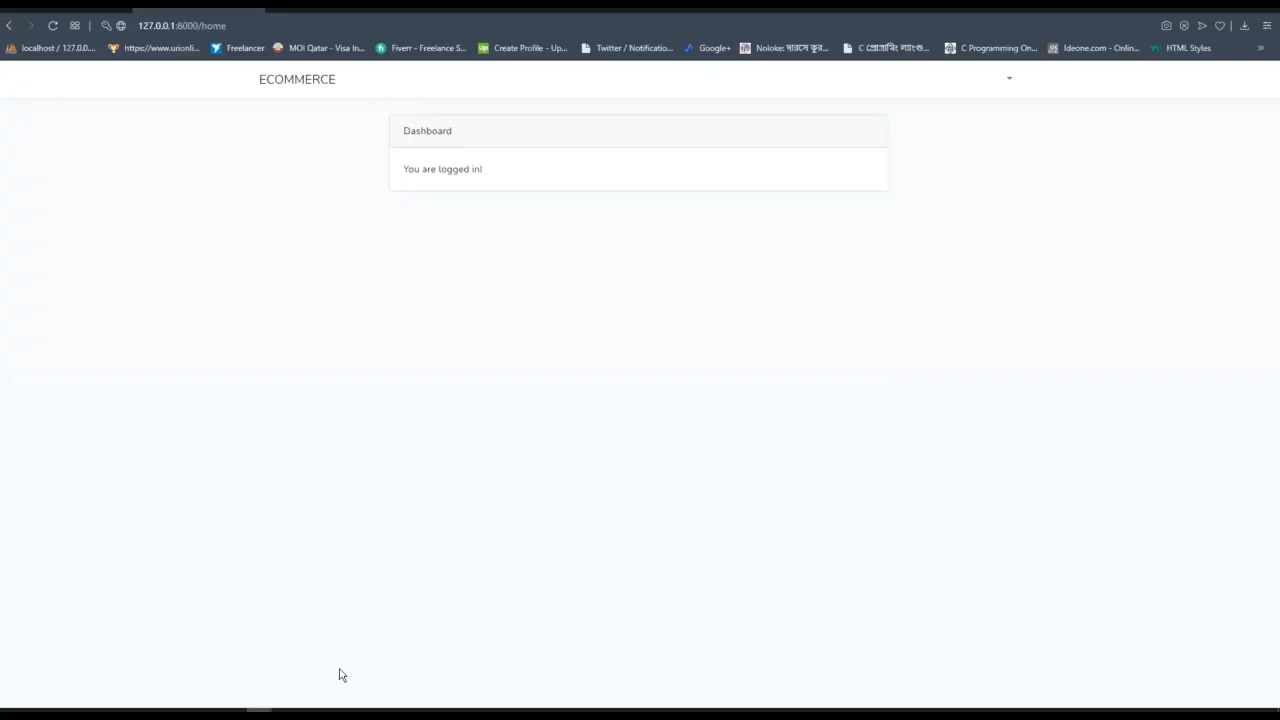 127.0.0.1:8000/home
localhost / 127.0.0.... https://www.urionli... Freelancer MOI Qatar - Visa In... Fiverr - Freelance S... Create Profile - Up... Twitter / Notificatio... Google+ Noloke: দারসে কুর... C প্রোগ্রামিং ল্যাংগু... C Programming On... Ideone.com - Onlin... HTML Styles
ECOMMERCE
Dashboard
You are logged in!